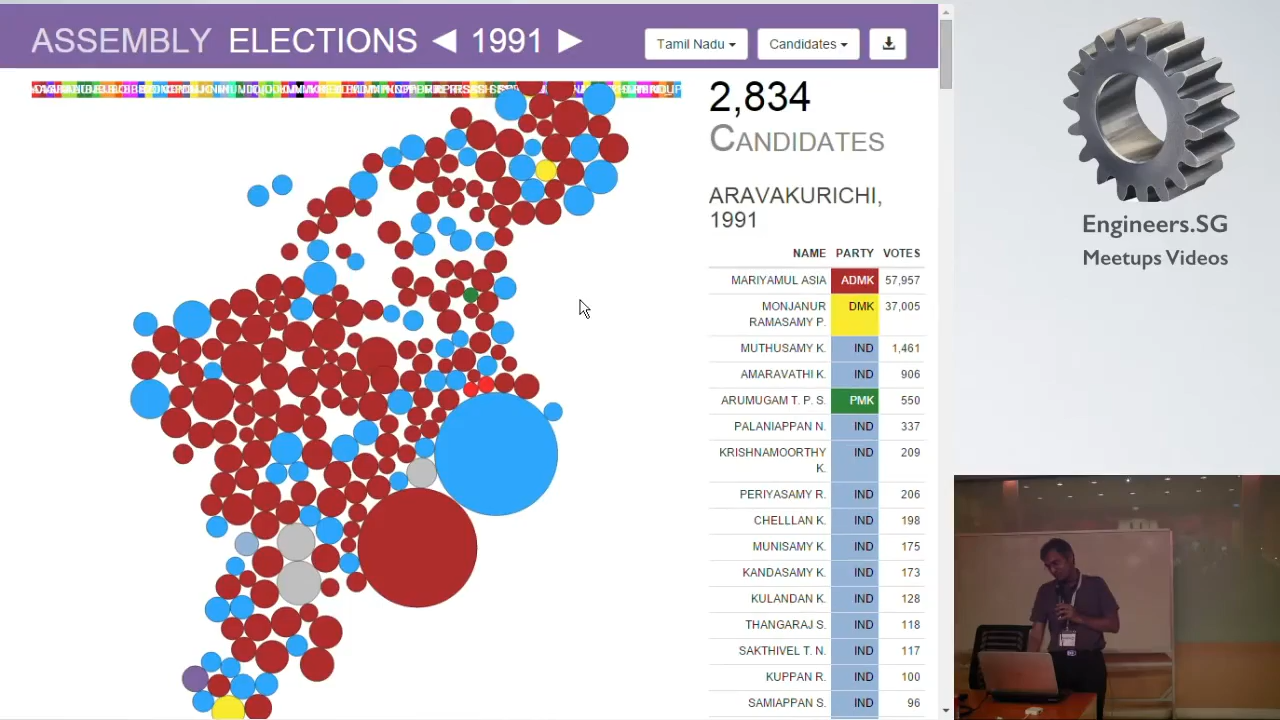 ASSEMBLY ELECTIONS ◀ 1991 ▶
Tamil Nadu
Candidates
2,834
CANDIDATES
ARAVAKURICHI,
1991
NAME PARTY VOTES
MARIYAMUL ASIA ADMK 57,957
MONJANUR DMK 37,005
RAMASAMY P.
MUTHUSAMY K. IND 1,461
AMARAVATHI K. IND 906
ARUMUGAM T. P. S. PMK 550
PALANIAPPAN N. IND 337
KRISHNAMOORTHY IND 209
K.
PERIYASAMY R. IND 206
CHELLLAN K. IND 198
MUNISAMY K. IND 175
KANDASAMY K. IND 173
KULANDAN K. IND 128
THANGARAJ S. IND 118
SAKTHIVEL T. N. IND 117
KUPPAN R. IND 100
SAMIAPPAN S. IND 96
Engineers.SG
Meetups Videos